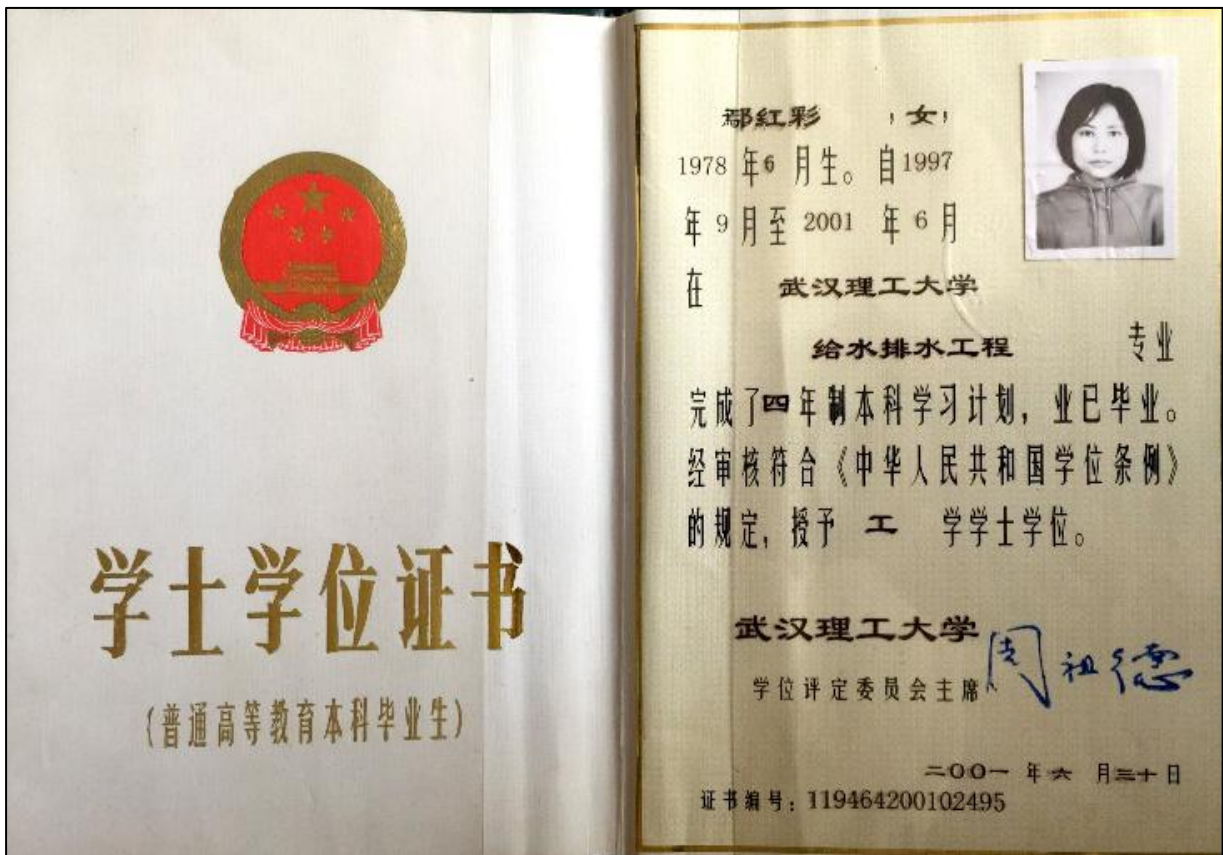 学士学位证书
(普通高等教育本科毕业生)
鄢红彩 ,女,
1978 年6 月生。自1997
年 9 月至 2001 年 6 月
在 武汉理工大学
给水排水工程 专业
完成了四年制本科学习计划，业已毕业。
经审核符合《中华人民共和国学位条例》
的规定，授予 工 学学士学位。
武汉理工大学
学位评定委员会主席 周祖德
二〇〇一 年六 月三十日
证书编号：119464200102495